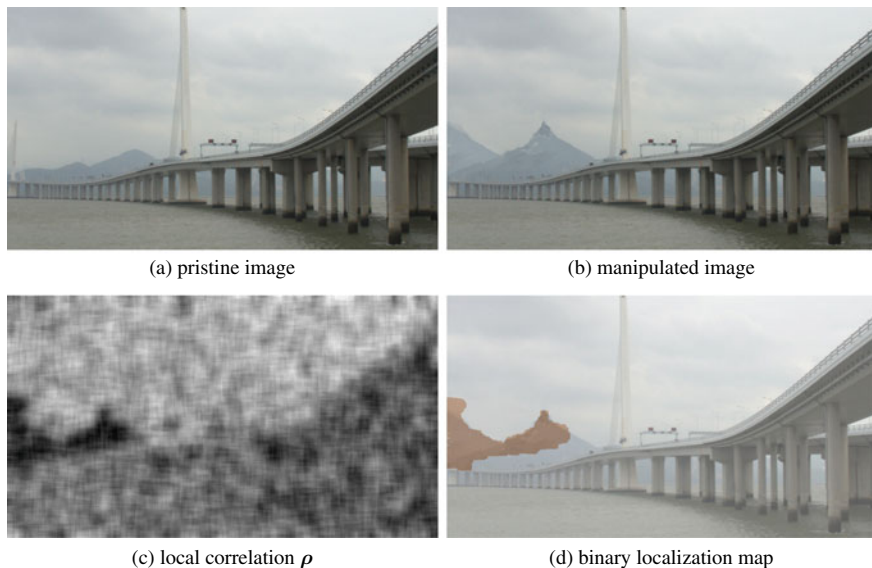 (a) pristine image
(b) manipulated image
(c) local correlation ρ
(d) binary localization map